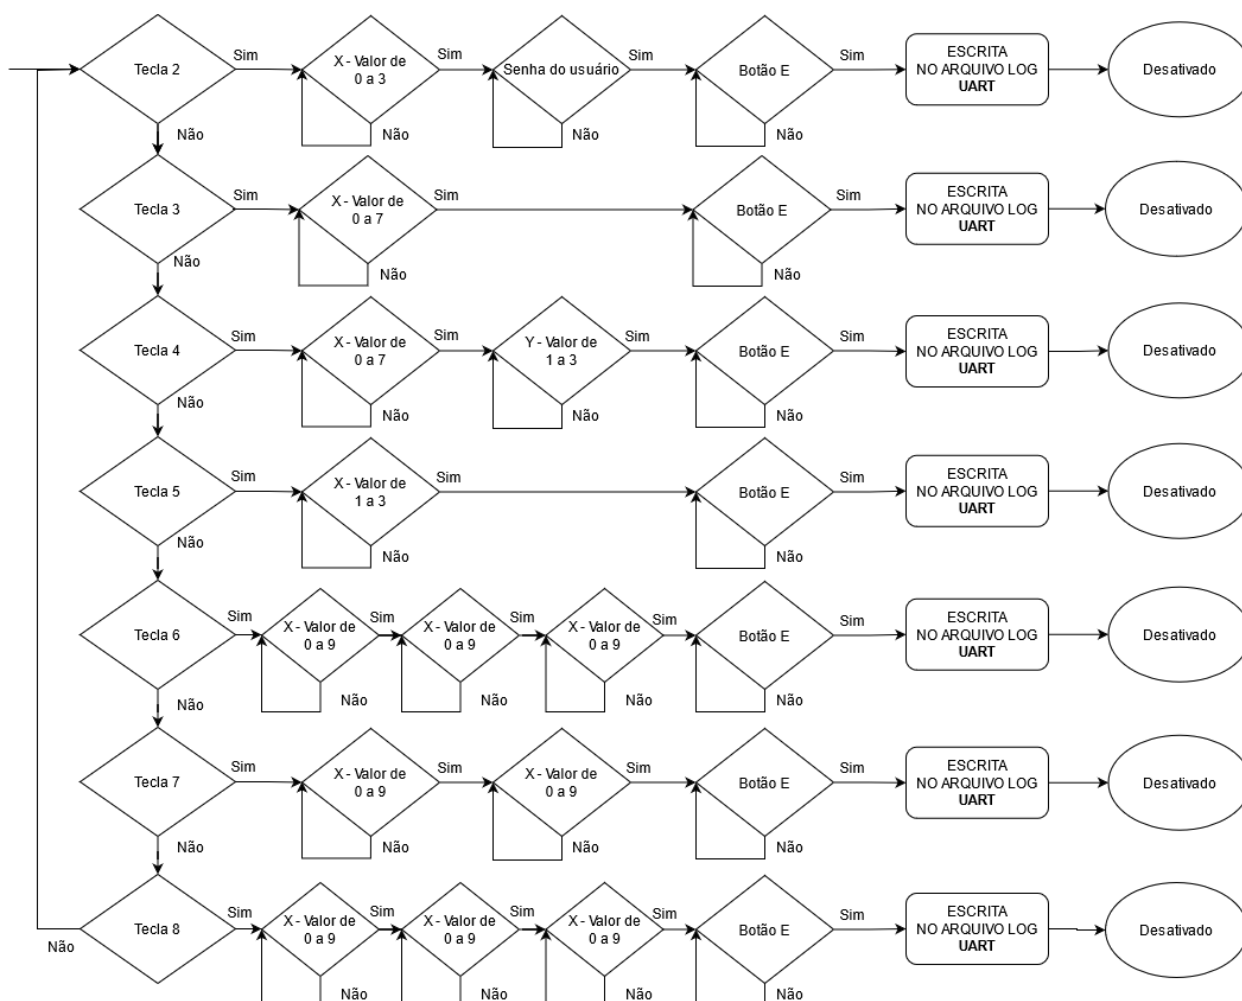 Tecla 2
Sim
X - Valor de
0 a 3
Sim
Senha do usuário
Sim
Botão E
Sim
ESCRITA
NO ARQUIVO LOG
UART
Desativado
Não
Não
Não
Não
Tecla 3
Sim
X - Valor de
0 a 7
Sim
Botão E
Sim
ESCRITA
NO ARQUIVO LOG
UART
Desativado
Não
Não
Não
Tecla 4
Sim
X - Valor de
0 a 7
Sim
Y - Valor de
1 a 3
Sim
Botão E
Sim
ESCRITA
NO ARQUIVO LOG
UART
Desativado
Não
Não
Não
Não
Tecla 5
Sim
X - Valor de
1 a 3
Sim
Botão E
Sim
ESCRITA
NO ARQUIVO LOG
UART
Desativado
Não
Não
Não
Tecla 6
Sim
X - Valor de
0 a 9
Sim
X - Valor de
0 a 9
Sim
X - Valor de
0 a 9
Sim
Botão E
Sim
ESCRITA
NO ARQUIVO LOG
UART
Desativado
Não
Não
Não
Não
Não
Tecla 7
Sim
X - Valor de
0 a 9
Sim
X - Valor de
0 a 9
Sim
Botão E
Sim
ESCRITA
NO ARQUIVO LOG
UART
Desativado
Não
Não
Não
Não
Tecla 8
Sim
X - Valor de
0 a 9
Sim
X - Valor de
0 a 9
Sim
X - Valor de
0 a 9
Sim
Botão E
Sim
ESCRITA
NO ARQUIVO LOG
UART
Desativado
Não
Não
Não
Não
Não